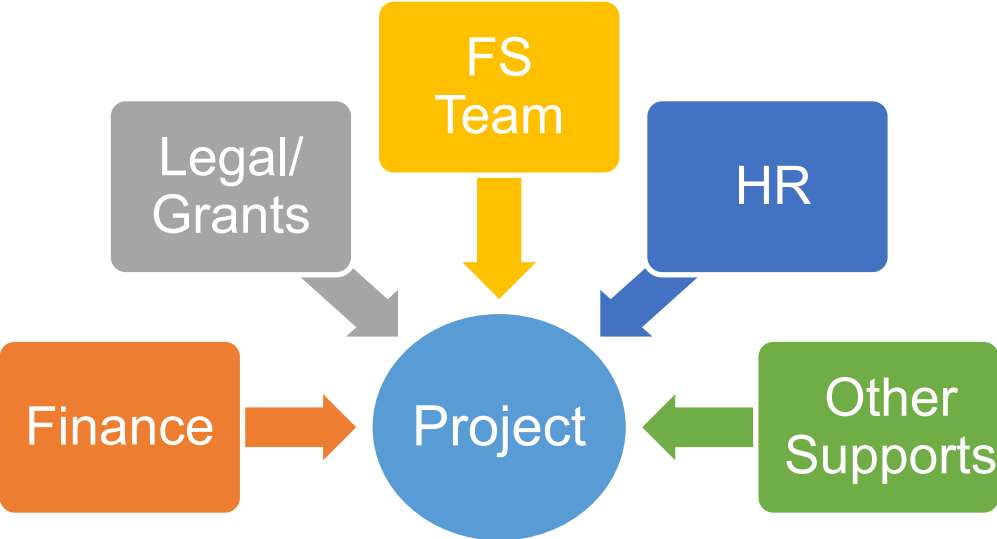 FS
Team
Legal/
Grants
HR
Finance
Project
Other
Supports